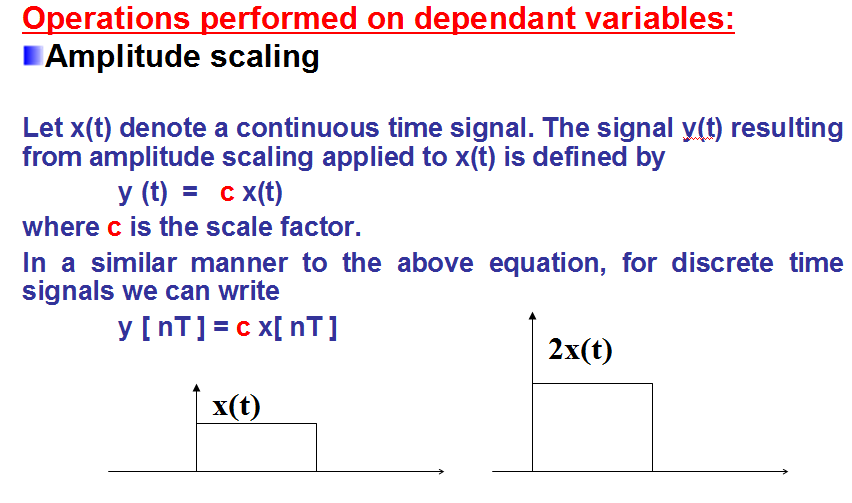 Operations performed on dependant variables:
Amplitude scaling
Let x(t) denote a continuous time signal. The signal y(t) resulting
from amplitude scaling applied to x(t) is defined by
y (t) = c x(t)
where c is the scale factor.
In a similar manner to the above equation, for discrete time
signals we can write
y [ nT ] = c x[ nT ]
2x(t)
x(t)